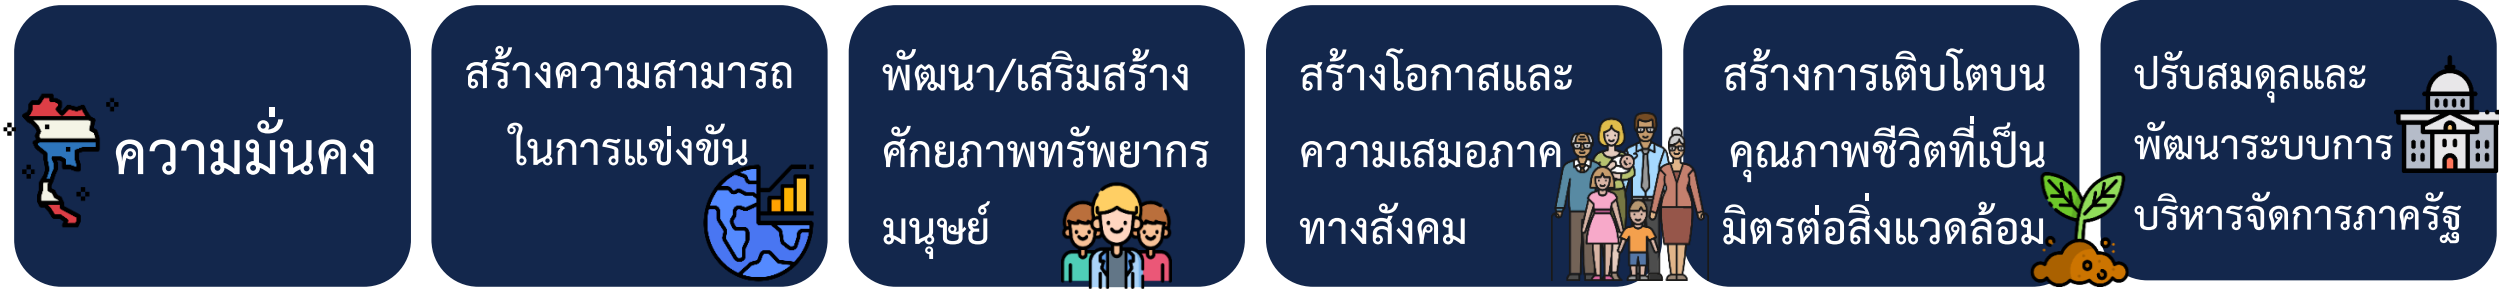 ความมั่นคง
สร้างความสามารถ
ในการแข่งขัน
พัฒนา/เสริมสร้าง
ศักยภาพทรัพยากร
มนุษย์
สร้างโอกาสและ
ความเสมอภาค
ทางสังคม
สร้างการเติบโตบน
คุณภาพชีวิตที่เป็น
มิตรต่อสิ่งแวดล้อม
ปรับสมดุลและ
พัฒนาระบบการ
บริหารจัดการภาครัฐ